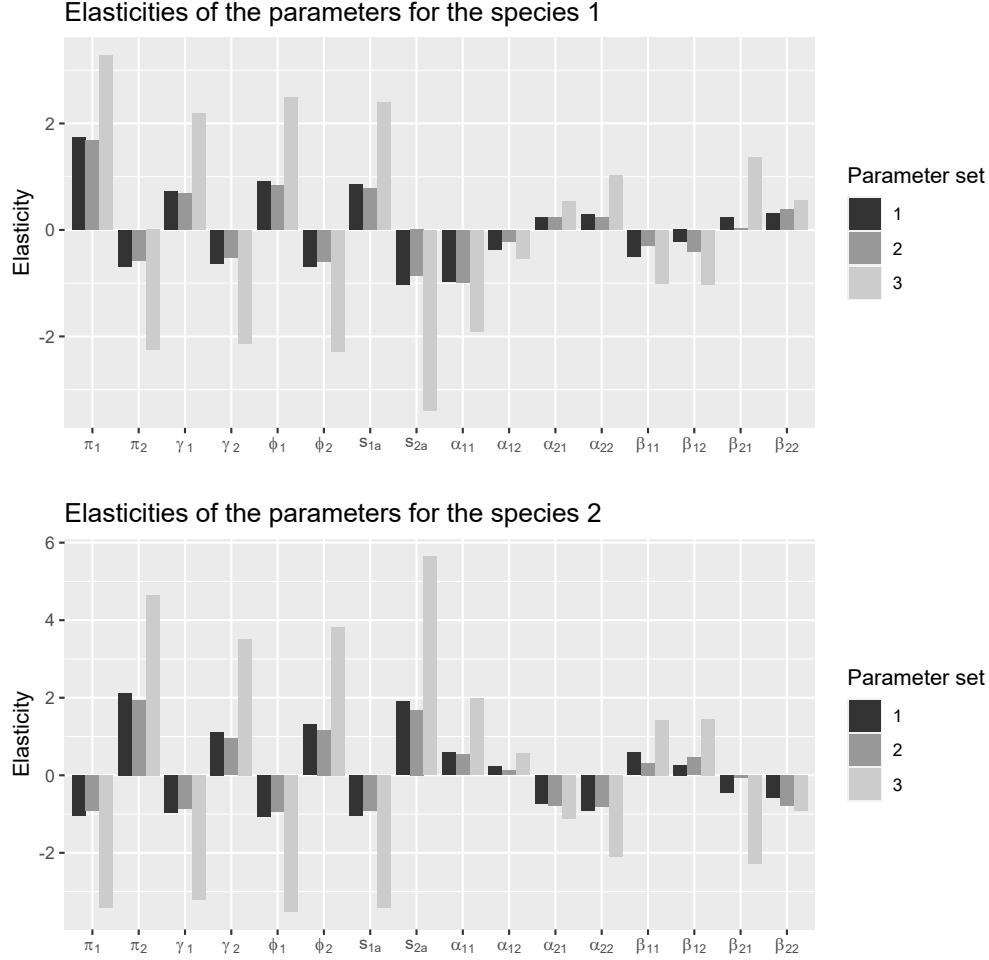 Elasticities of the parameters for the species 1
Elasticity
2
0
-2
π1 π2 γ1 γ2 ϕ1 ϕ2 s1a s2a α11 α12 α21 α22 β11 β12 β21 β22
Parameter set
1
2
3
Elasticities of the parameters for the species 2
Elasticity
6
4
2
0
-2
π1 π2 γ1 γ2 ϕ1 ϕ2 s1a s2a α11 α12 α21 α22 β11 β12 β21 β22
Parameter set
1
2
3